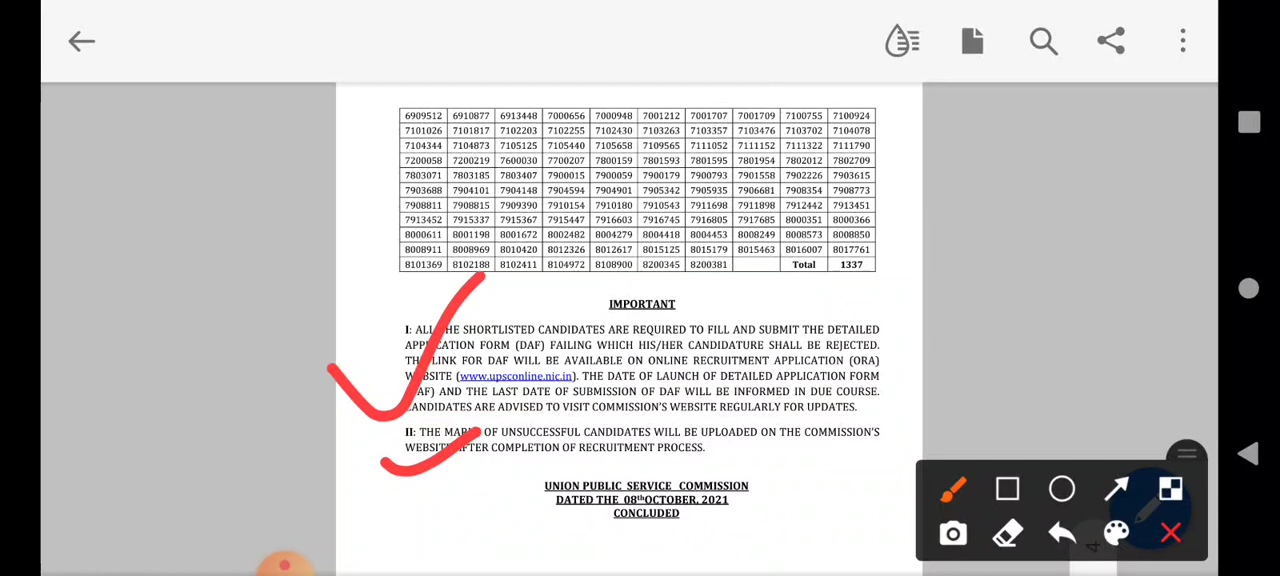 6909512 6910877 6913448 7000656 7000948 7001212 7001707 7001709 7100755 7100924
7101026 7101817 7102203 7102255 7102430 7103263 7103357 7103476 7103702 7104078
7104344 7104873 7105125 7105440 7105658 7109565 7111052 7111152 7111322 7111790
7200058 7200219 7600030 7700207 7800159 7801593 7801595 7801954 7802012 7802709
7803071 7803185 7803407 7900015 7900059 7900179 7900793 7901558 7902226 7903615
7903688 7904101 7904148 7904594 7904901 7905342 7905935 7906681 7908354 7908773
7908811 7908815 7909390 7910154 7910180 7910543 7911698 7911898 7912442 7913451
7913452 7915337 7915367 7915447 7916603 7916745 7916805 7917685 8000351 8000366
8000611 8001198 8001672 8002482 8004279 8004418 8004453 8008249 8008573 8008850
8008911 8008969 8010420 8012326 8012617 8015125 8015179 8015463 8016007 8017761
8101369 8102188 8102411 8104972 8108900 8200345 8200381 Total 1337
IMPORTANT
I: ALL THE SHORTLISTED CANDIDATES ARE REQUIRED TO FILL AND SUBMIT THE DETAILED
APPLICATION FORM (DAF) FAILING WHICH HIS/HER CANDIDATURE SHALL BE REJECTED.
THE LINK FOR DAF WILL BE AVAILABLE ON ONLINE RECRUITMENT APPLICATION (ORA)
WEBSITE (www.upsconline.nic.in). THE DATE OF LAUNCH OF DETAILED APPLICATION FORM
(DAF) AND THE LAST DATE OF SUBMISSION OF DAF WILL BE INFORMED IN DUE COURSE.
CANDIDATES ARE ADVISED TO VISIT COMMISSION'S WEBSITE REGULARLY FOR UPDATES.
II: THE MARKS OF UNSUCCESSFUL CANDIDATES WILL BE UPLOADED ON THE COMMISSION'S
WEBSITE AFTER COMPLETION OF RECRUITMENT PROCESS.
UNION PUBLIC SERVICE COMMISSION
DATED THE 08thOCTOBER, 2021
CONCLUDED
4